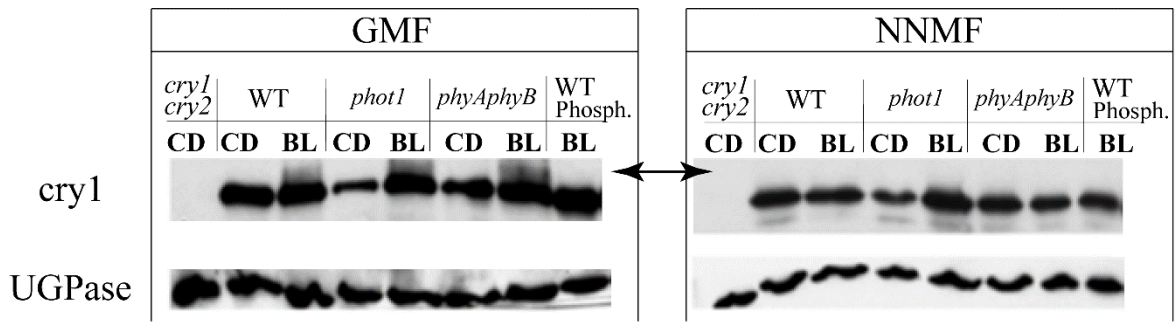 GMF NNMF
cry1
cry2 WT phot1 phyAphyB WT
Phosph.
cry1
cry2 WT phot1 phyAphyB WT
Phosph.
CD CD BL CD BL CD BL BL
CD CD BL CD BL CD BL BL
cry1
UGPase